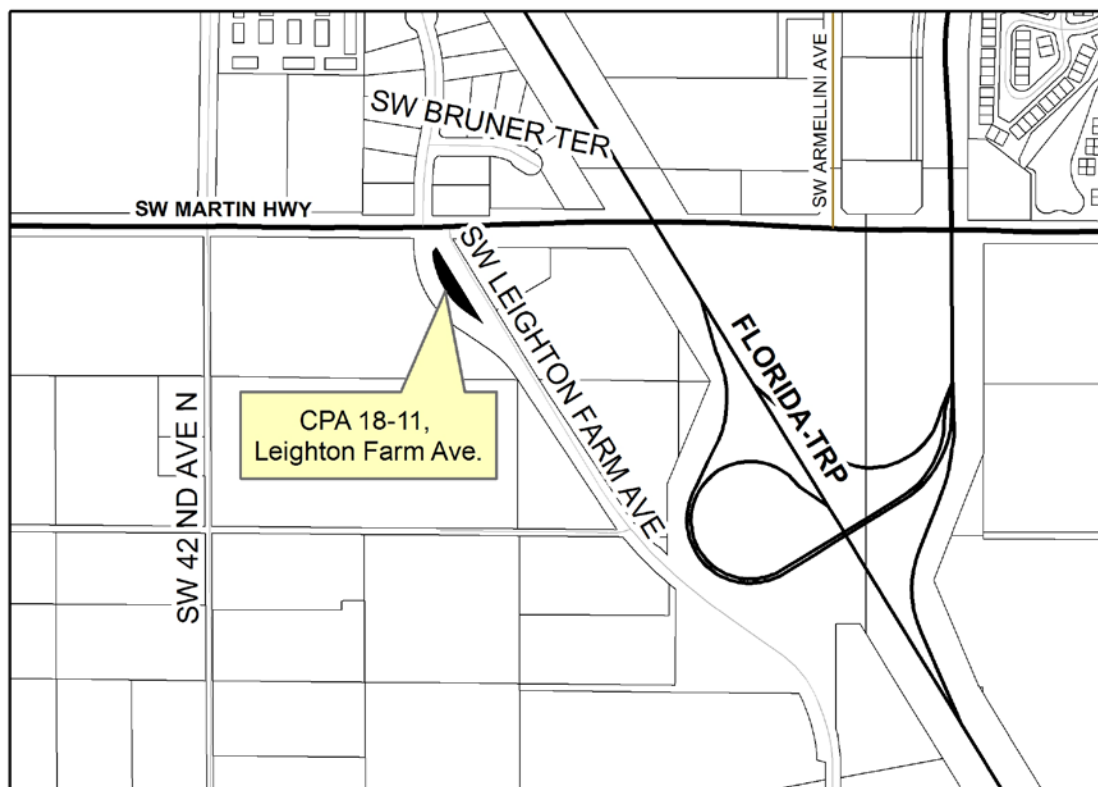 SW ARMELLINI AVE
SW BRUNER TER
SW MARTIN HWY
SW LEIGHTON FARM AVE
FLORIDA TRP
CPA 18-11,
Leighton Farm Ave.
SW 42ND AVE N